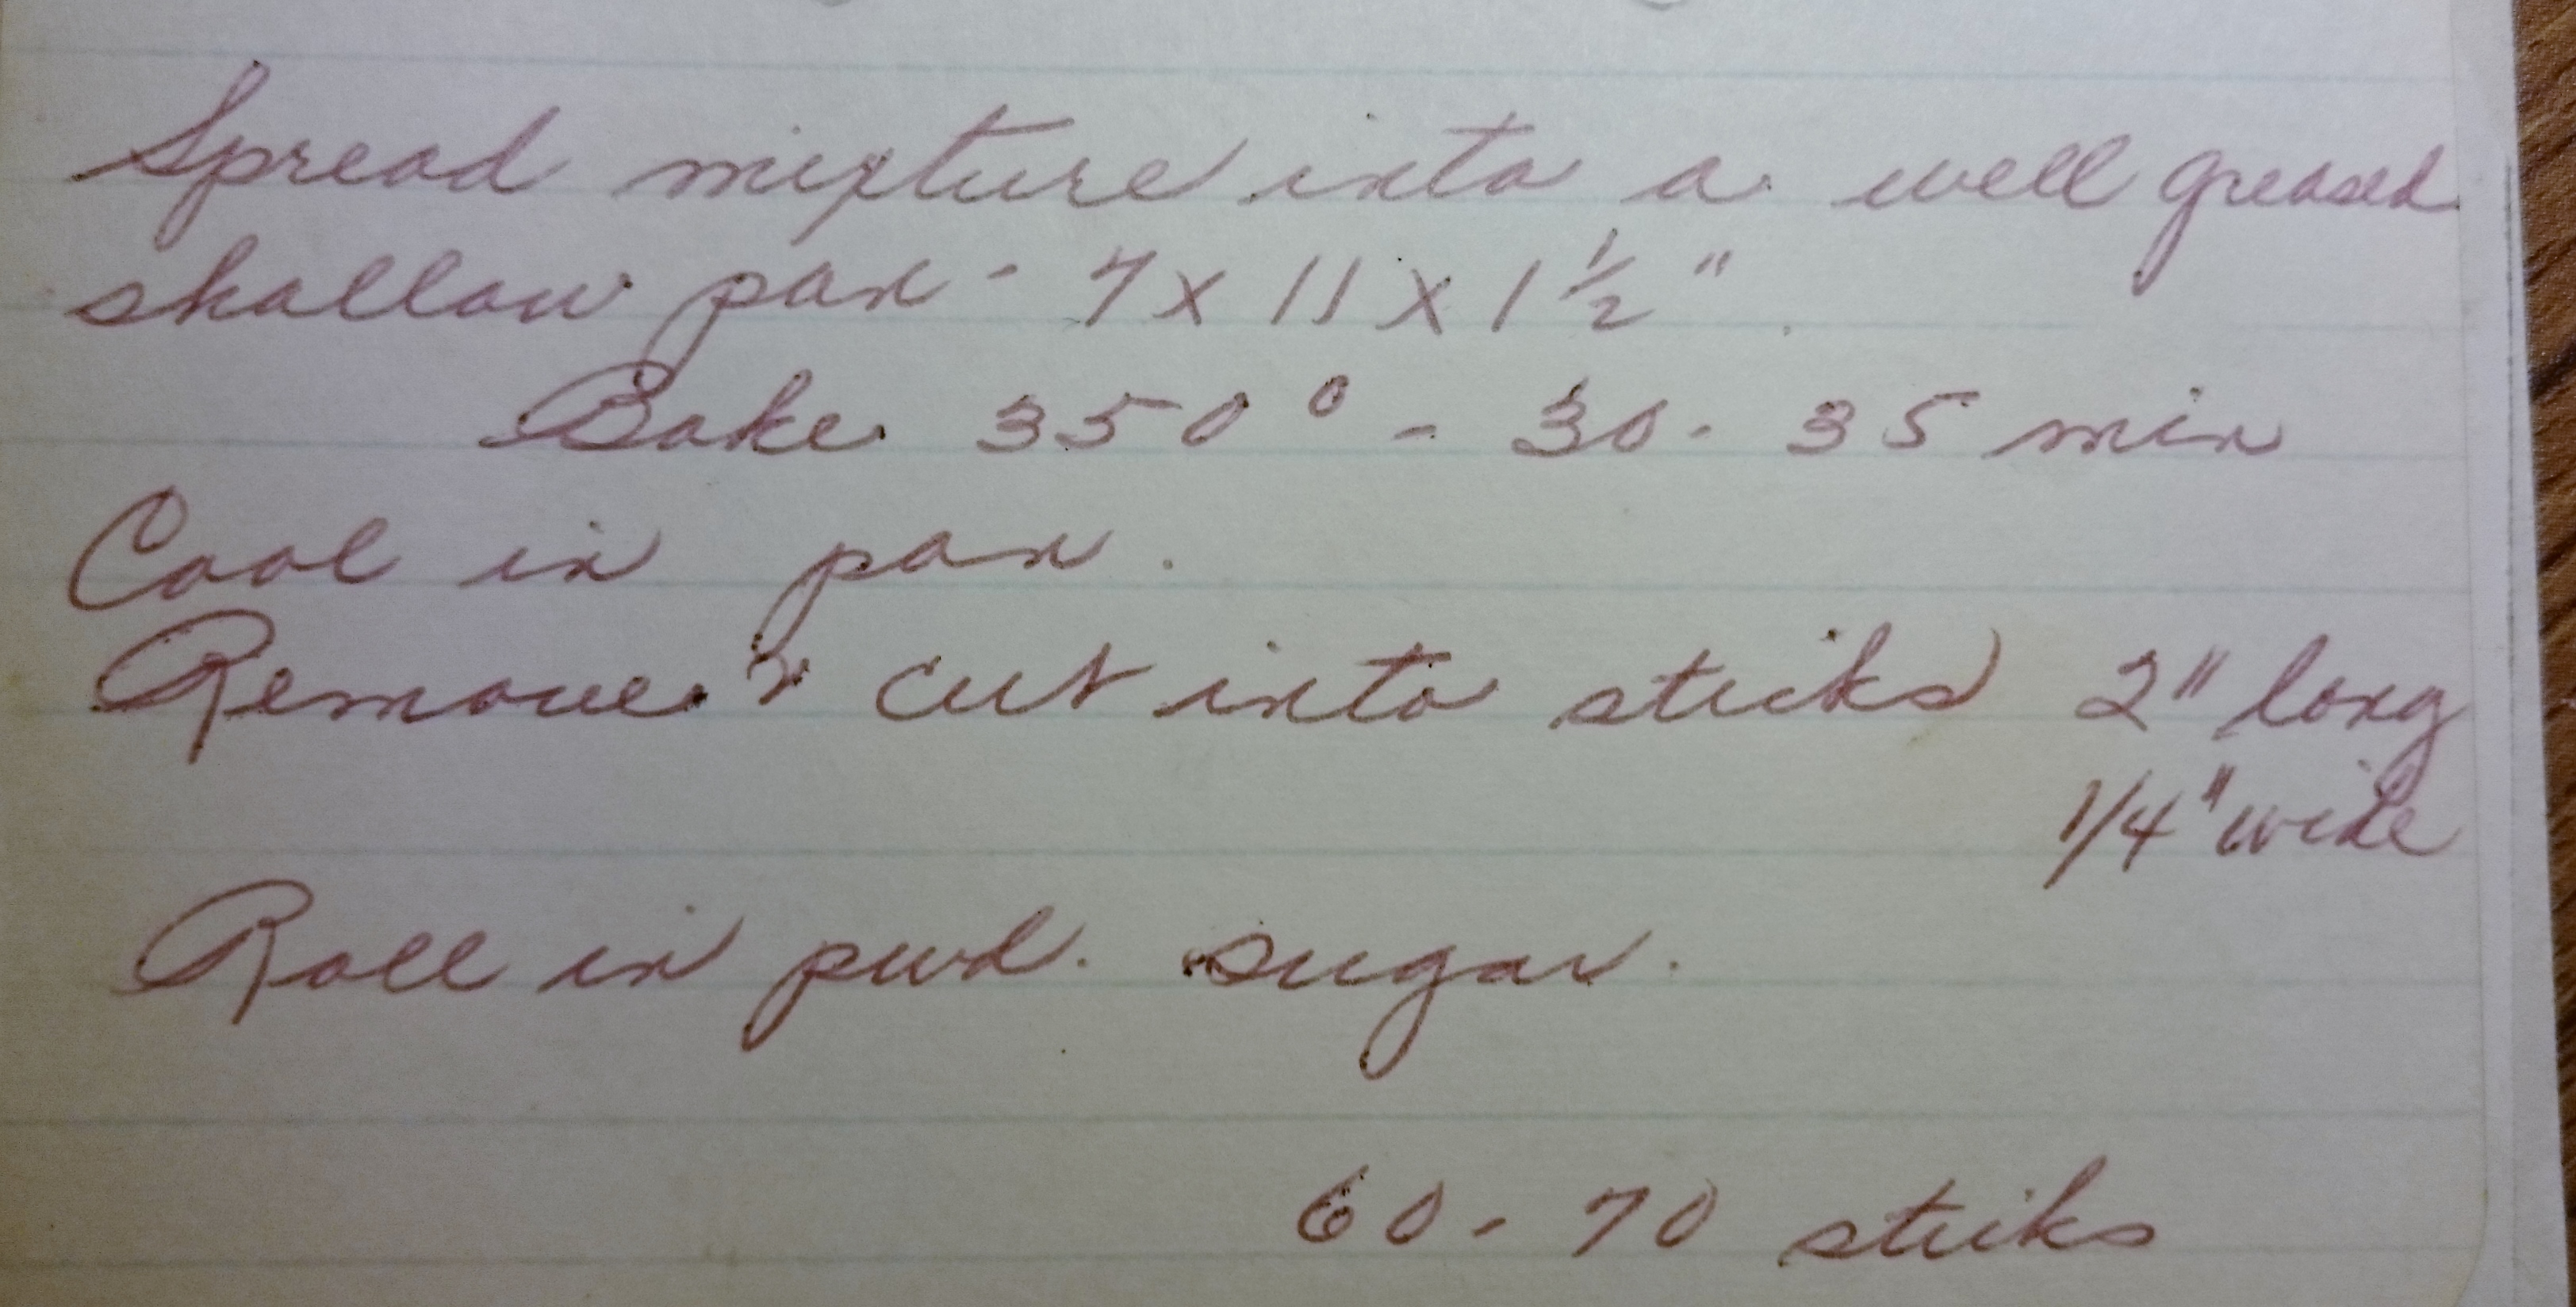 Spread mixture into a well greased
shallow pan - 7 x 11 x 1 1/2"
Bake 350° - 30 - 35 min
Cool in pan.
Remove & cut into sticks 2" long
1/4" wide
Roll in pwd. sugar.
60 - 70 sticks